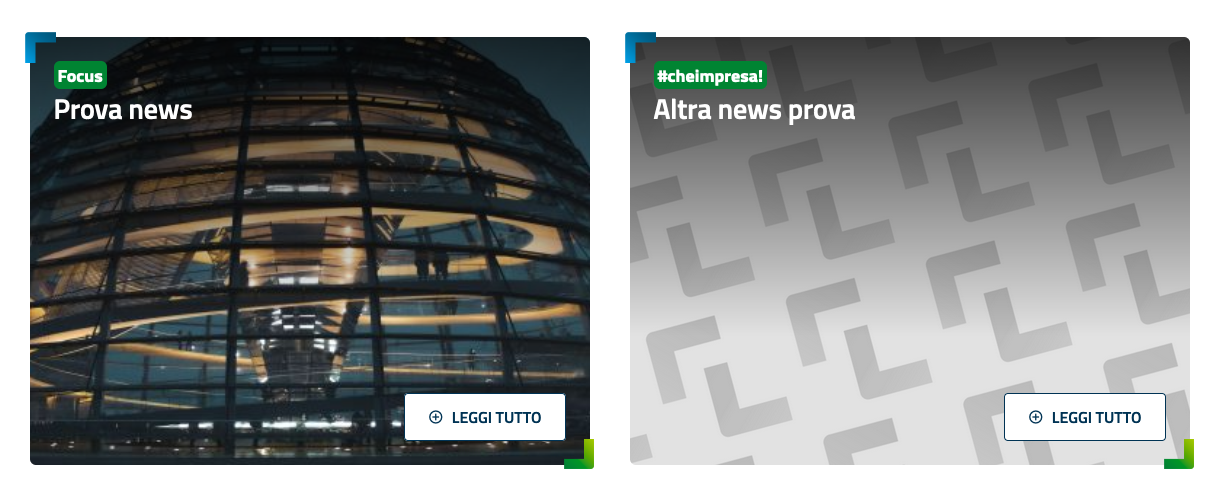 Focus
Prova news
LEGGI TUTTO
#cheimpresa!
Altra news prova
LEGGI TUTTO